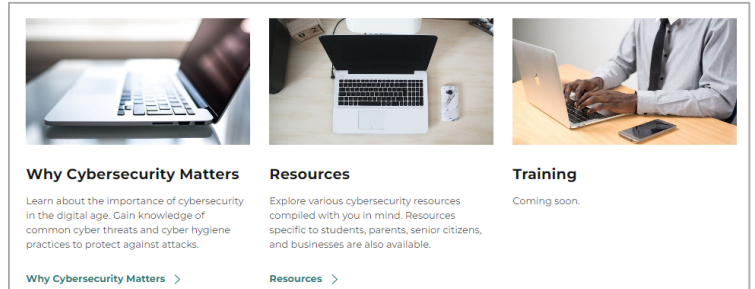 Why Cybersecurity Matters
Learn about the importance of cybersecurity
in the digital age. Gain knowledge of
common cyber threats and cyber hygiene
practices to protect against attacks.
Why Cybersecurity Matters
Resources
Explore various cybersecurity resources
compiled with you in mind. Resources
specific to students, parents, senior citizens,
and businesses are also available.
Resources
Training
Coming soon.